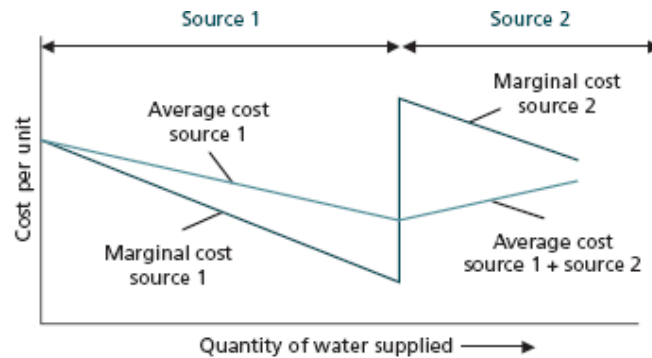 Source 1
Source 2
Marginal cost
source 2
Average cost
source 1
Cost per unit
Marginal cost
source 1
Average cost
source 1 + source 2
Quantity of water supplied